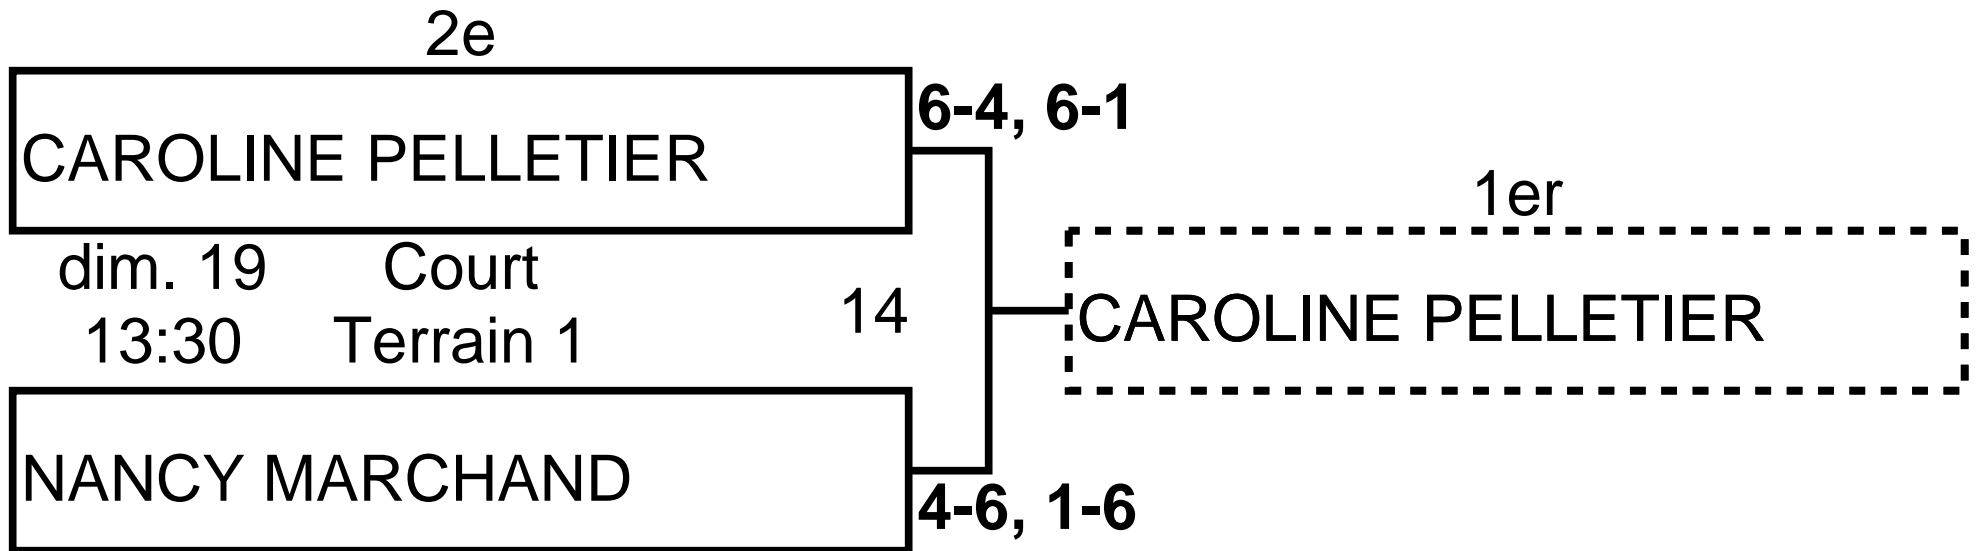 2e
CAROLINE PELLETIER
6-4, 6-1
dim. 19 Court
13:30 Terrain 1
14
1er
CAROLINE PELLETIER
NANCY MARCHAND
4-6, 1-6